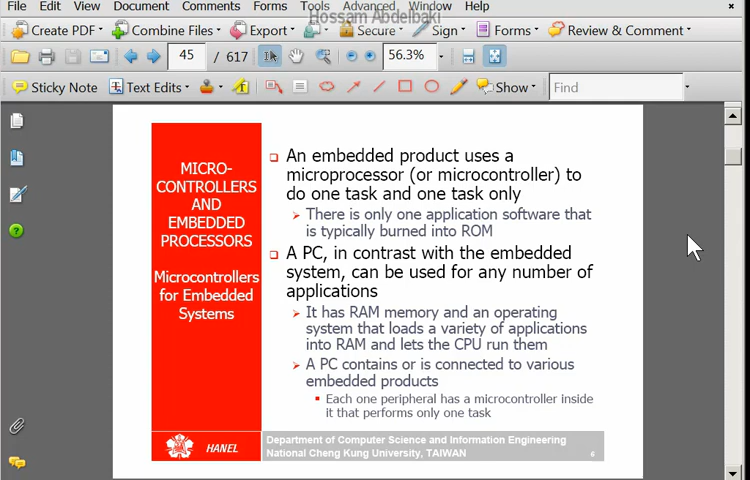 File Edit View Document Comments Forms Tools Advanced Window Help
Hossam Abdelbaki
Create PDF Combine Files Export Secure Sign Forms Review & Comment
45 / 617 56.3%
Sticky Note Text Edits Show Find
MICRO-
CONTROLLERS
AND
EMBEDDED
PROCESSORS
Microcontrollers
for Embedded
Systems
An embedded product uses a
microprocessor (or microcontroller) to
do one task and one task only
There is only one application software that
is typically burned into ROM
A PC, in contrast with the embedded
system, can be used for any number of
applications
It has RAM memory and an operating
system that loads a variety of applications
into RAM and lets the CPU run them
A PC contains or is connected to various
embedded products
Each one peripheral has a microcontroller inside
it that performs only one task
HANEL
Department of Computer Science and Information Engineering
National Cheng Kung University, TAIWAN
6